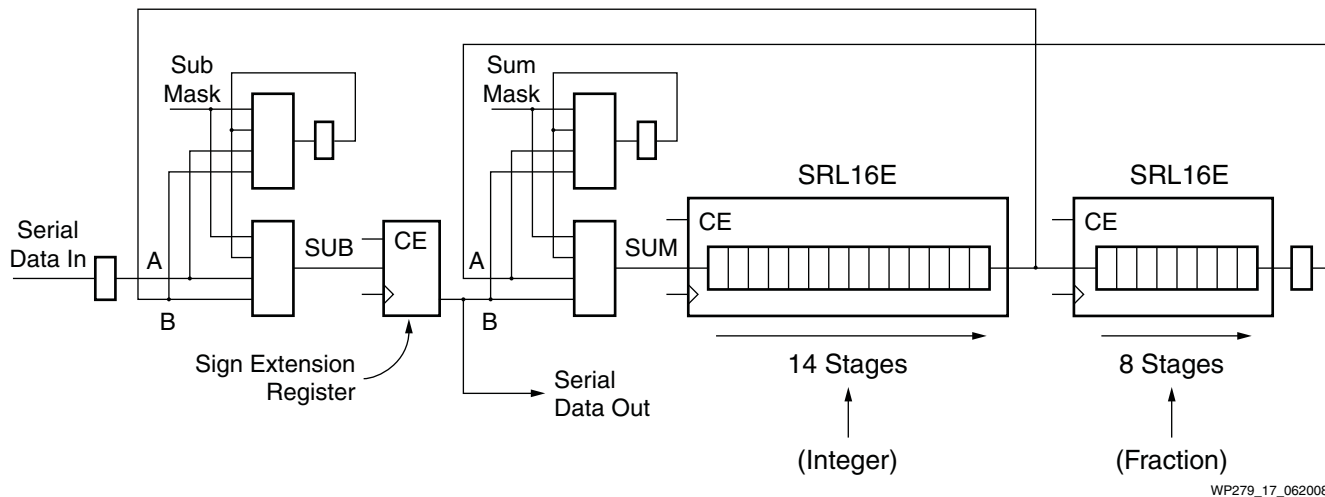 Sub
Mask
Sum
Mask
SRL16E
SRL16E
CE
CE
Serial
Data In
A
B
SUB
CE
A
B
SUM
Sign Extension
Register
Serial
Data Out
14 Stages
8 Stages
(Integer)
(Fraction)
WP279_17_062008